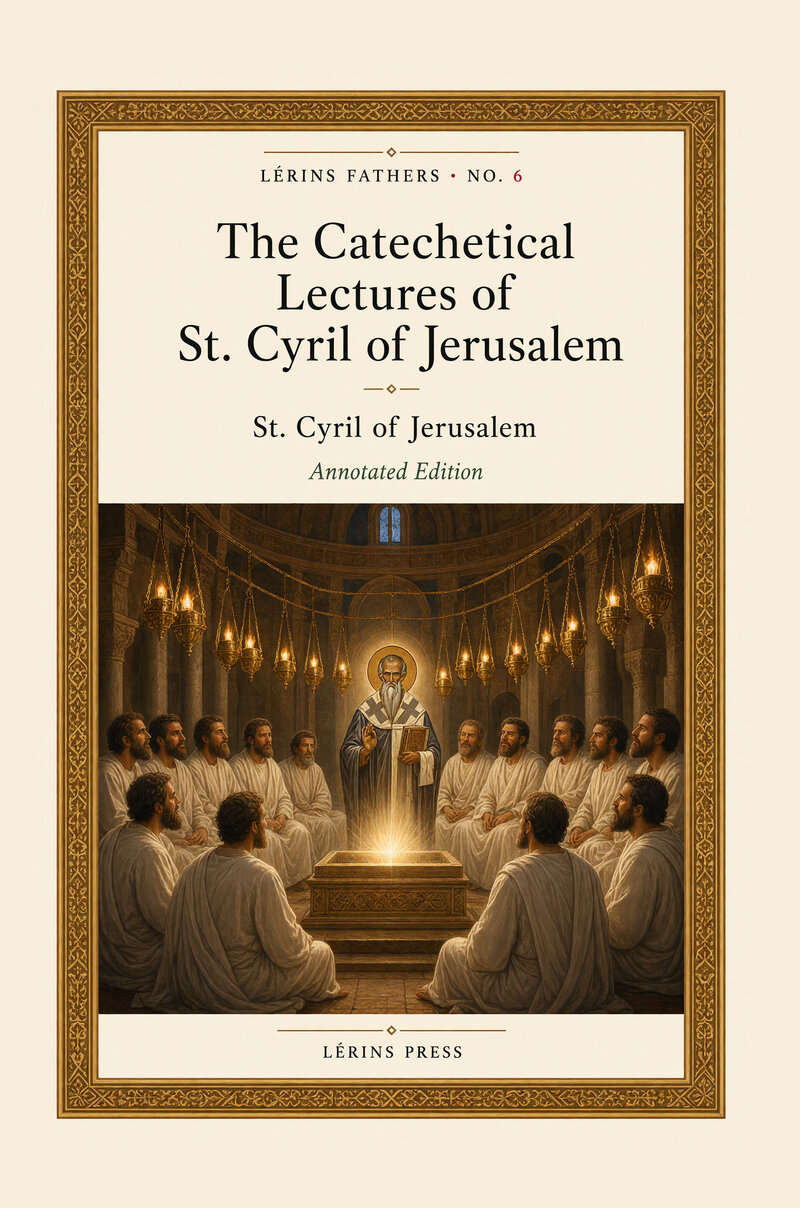 LÉRINS FATHERS • NO. 6
The Catechetical
Lectures of
St. Cyril of Jerusalem
St. Cyril of Jerusalem
Annotated Edition
LÉRINS PRESS